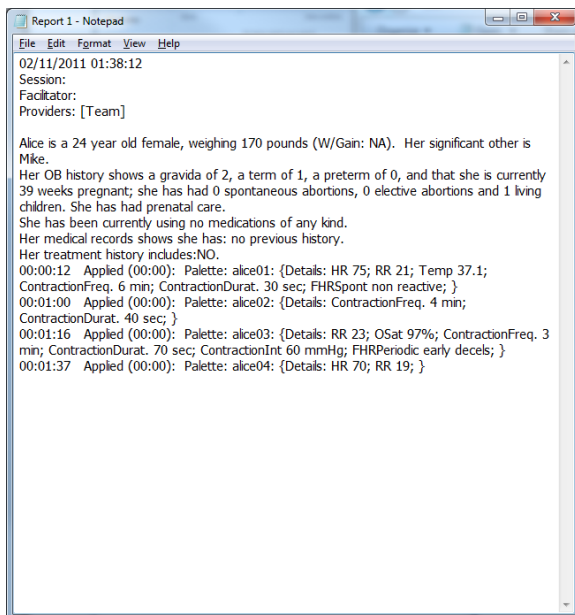 Report 1 - Notepad
File Edit Format View Help
02/11/2011 01:38:12
Session:
Facilitator:
Providers: [Team]
Alice is a 24 year old female, weighing 170 pounds (W/Gain: NA). Her significant other is
Mike.
Her OB history shows a gravida of 2, a term of 1, a preterm of 0, and that she is currently
39 weeks pregnant; she has had 0 spontaneous abortions, 0 elective abortions and 1 living
children. She has had prenatal care.
She has been currently using no medications of any kind.
Her medical records shows she has: no previous history.
Her treatment history includes:NO.
00:00:12 Applied (00:00): Palette: alice01: {Details: HR 75; RR 21; Temp 37.1;
ContractionFreq. 6 min; ContractionDurat. 30 sec; FHRSpont non reactive; }
00:01:00 Applied (00:00): Palette: alice02: {Details: ContractionFreq. 4 min;
ContractionDurat. 40 sec; }
00:01:16 Applied (00:00): Palette: alice03: {Details: RR 23; OSat 97%; ContractionFreq. 3
min; ContractionDurat. 70 sec; ContractionInt 60 mmHg; FHRPeriodic early decels; }
00:01:37 Applied (00:00): Palette: alice04: {Details: HR 70; RR 19; }